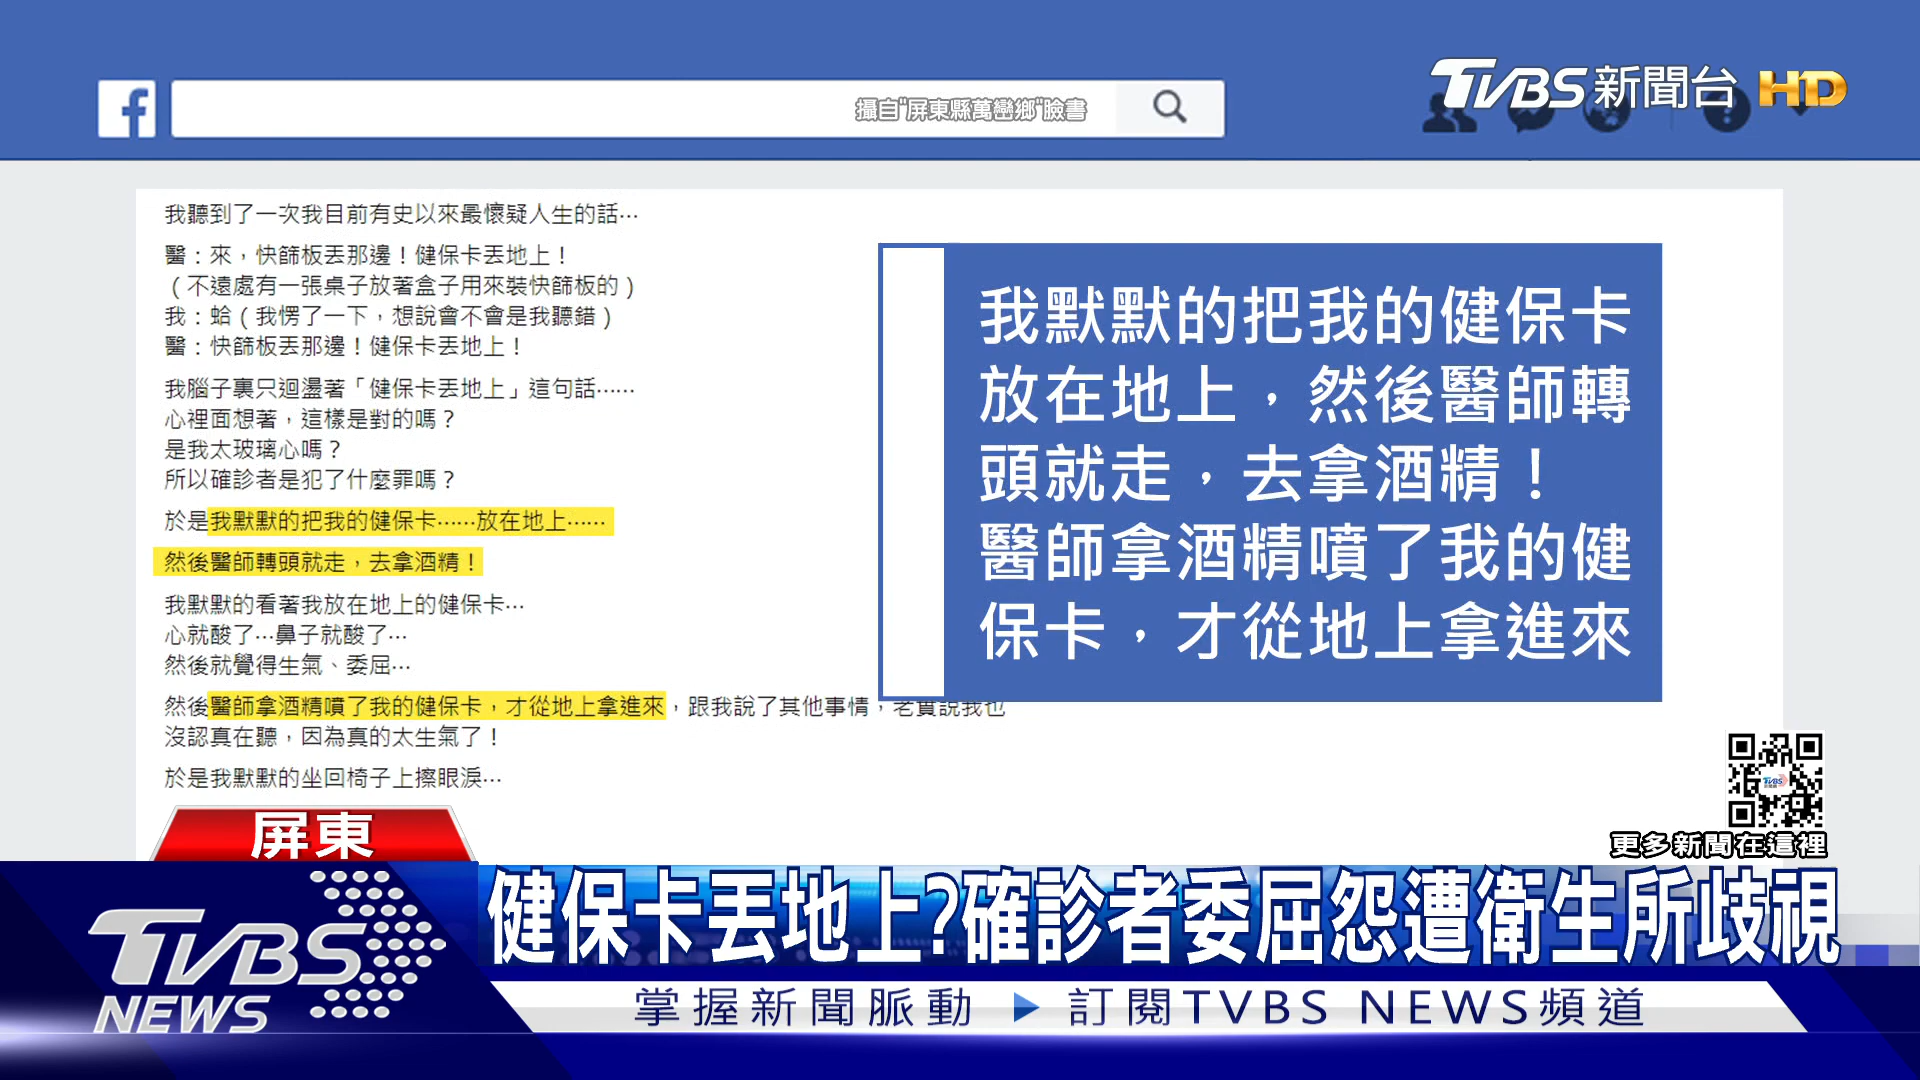 攝自"屏東縣萬巒鄉"臉書
TVBS新聞台 HD
我聽到了一次我目前有史以來最懷疑人生的話…
醫：來，快篩板丟那邊！健保卡丟地上！
（不遠處有一張桌子放著盒子用來裝快篩板的）
我：蛤（我愣了一下，想說會不會是我聽錯）
醫：快篩板丟那邊！健保卡丟地上！
我腦子裏只迴盪著「健保卡丟地上」這句話……
心裡面想著，這樣是對的嗎？
是我太玻璃心嗎？
所以確診者是犯了什麼罪嗎？
於是我默默的把我的健保卡……放在地上……
然後醫師轉頭就走，去拿酒精！
我默默的看著我放在地上的健保卡…
心就酸了…鼻子就酸了…
然後就覺得生氣、委屈…
然後醫師拿酒精噴了我的健保卡，才從地上拿進來，跟我說了其他事情，老實說我也
沒認真在聽，因為真的太生氣了！
於是我默默的坐回椅子上擦眼淚…
我默默的把我的健保卡
放在地上，然後醫師轉
頭就走，去拿酒精！
醫師拿酒精噴了我的健
保卡，才從地上拿進來
TVBS
更多新聞在這裡
屏東
健保卡丟地上?確診者委屈怨遭衛生所歧視
TVBS
NEWS
掌握新聞脈動 ▶ 訂閱TVBS NEWS頻道